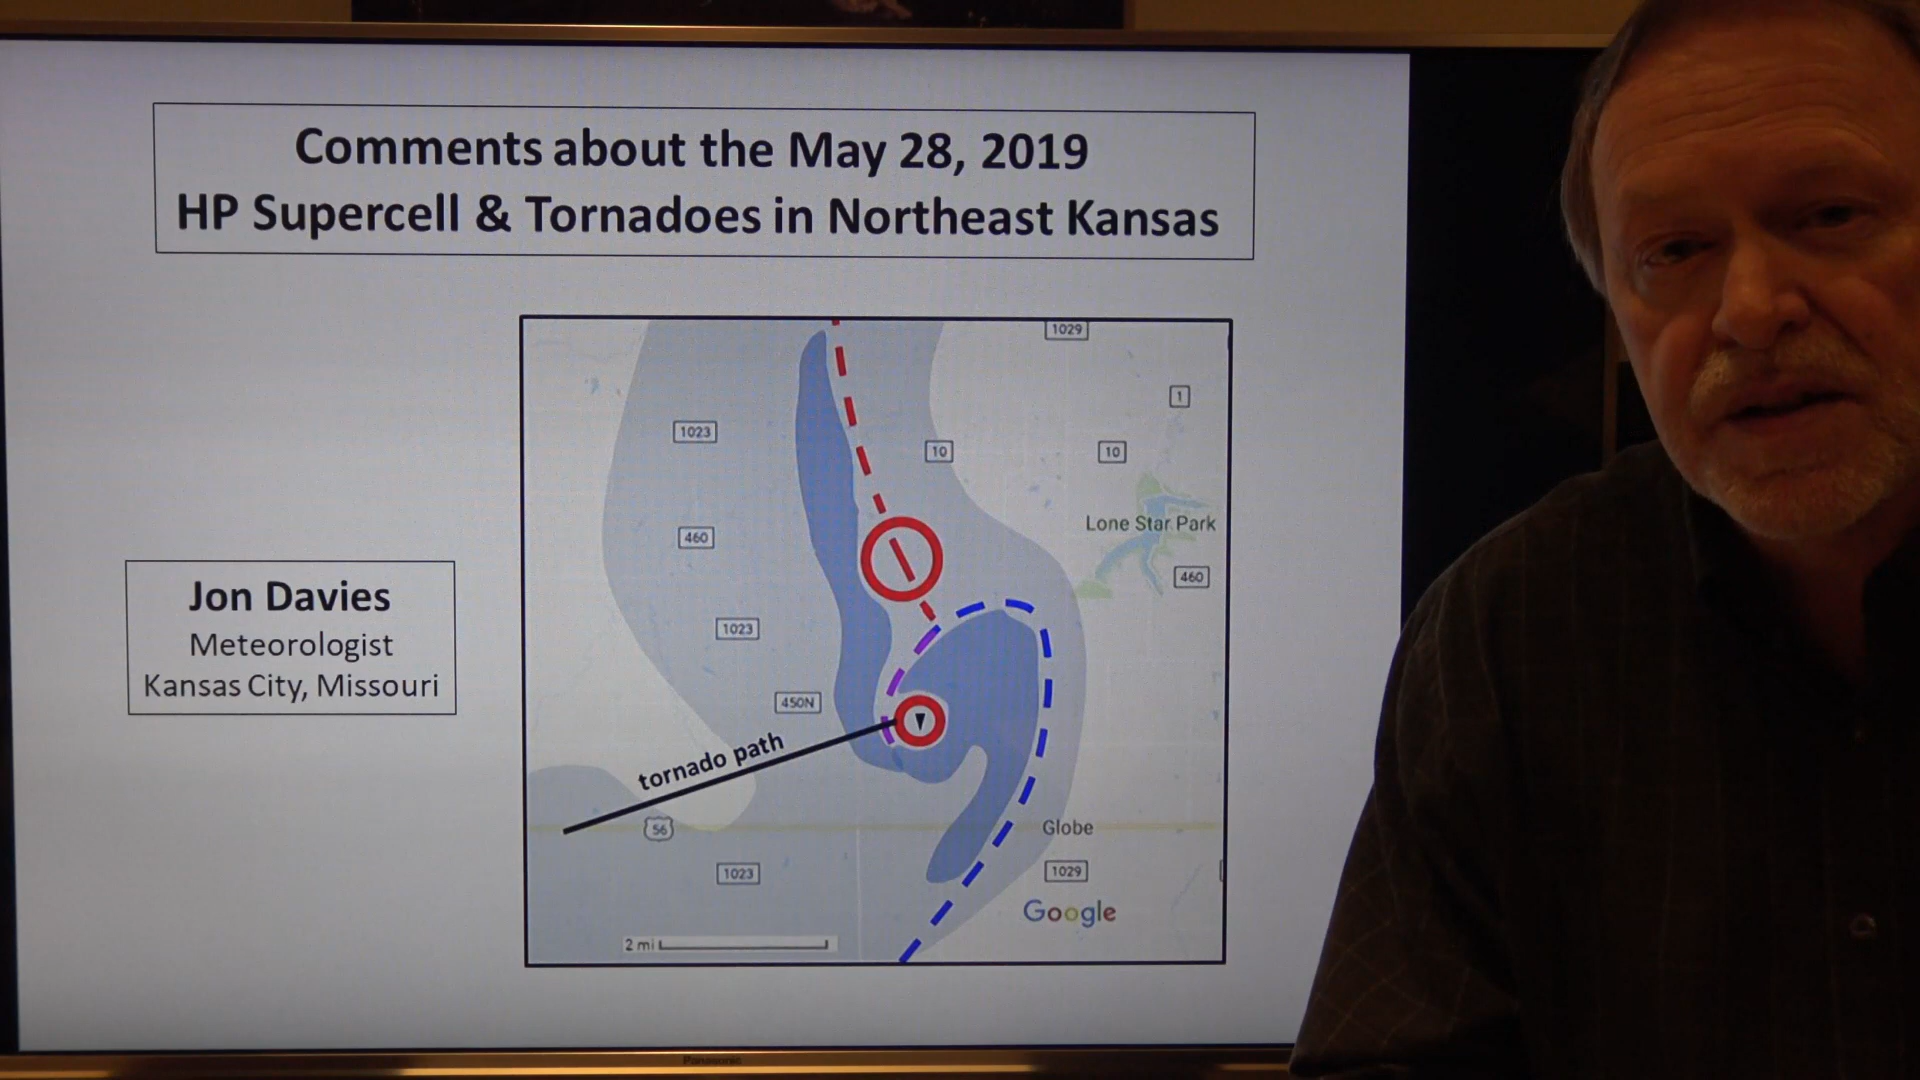 Comments about the May 28, 2019
HP Supercell & Tornadoes in Northeast Kansas
Jon Davies
Meteorologist
Kansas City, Missouri
1029
1
1023
10
10
Lone Star Park
460
460
1023
450N
tornado path
56
Globe
1023
1029
Google
2 mi
Panasonic